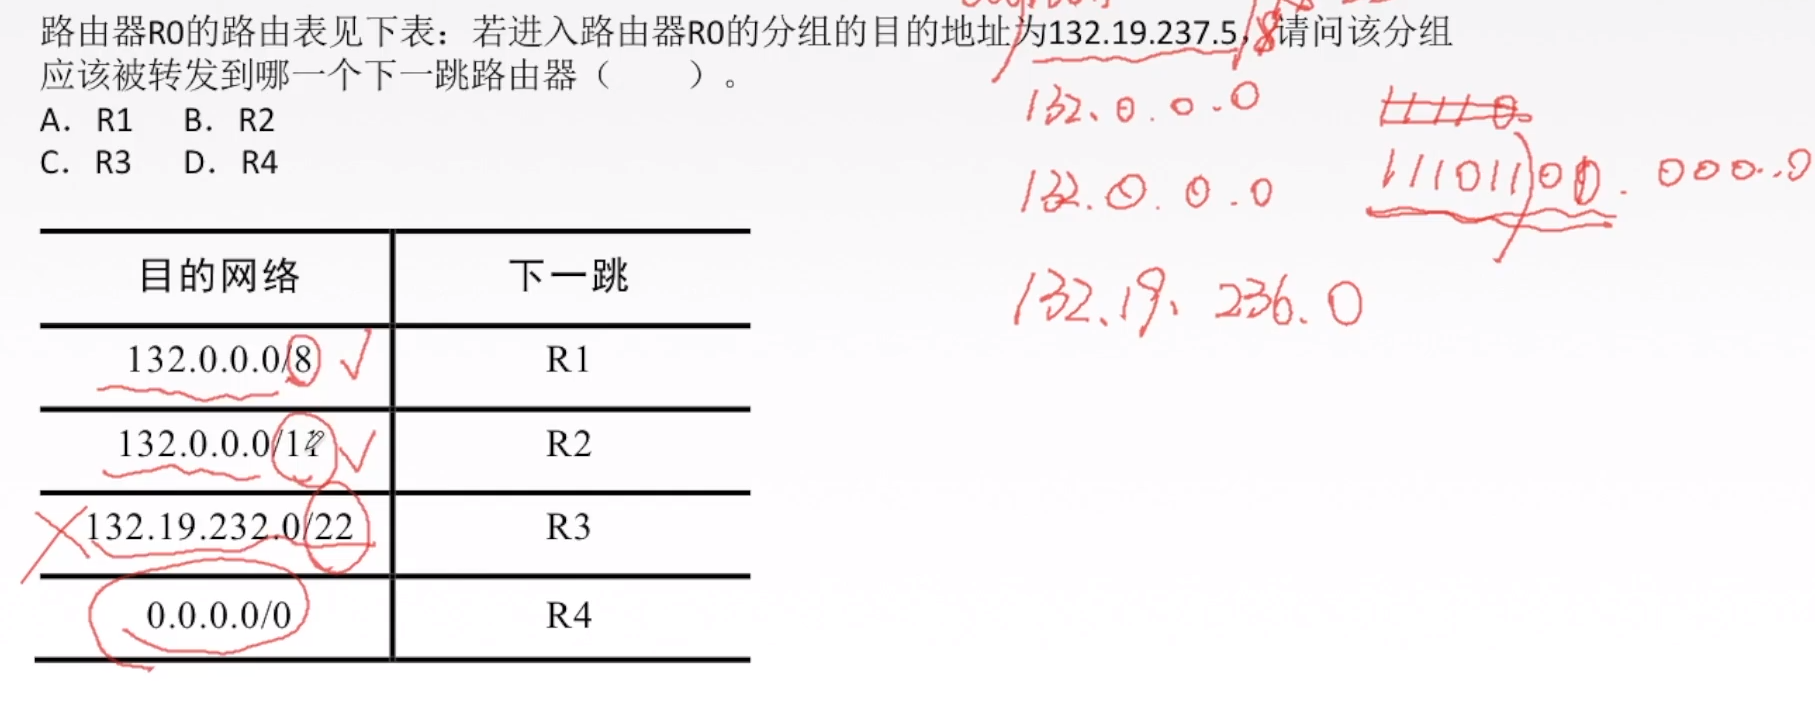 路由器R0的路由表见下表：若进入路由器R0的分组的目的地址为132.19.237.5，请问该分组
应该被转发到哪一个下一跳路由器（　　）。
A. R1 B. R2
C. R3 D. R4
132.0.0.0
132.0.0.0
11101100.000..0
132.19.236.0
目的网络 下一跳
132.0.0.0/8 R1
132.0.0.0/ R2
132.19.232.0/22 R3
0.0.0.0/0 R4